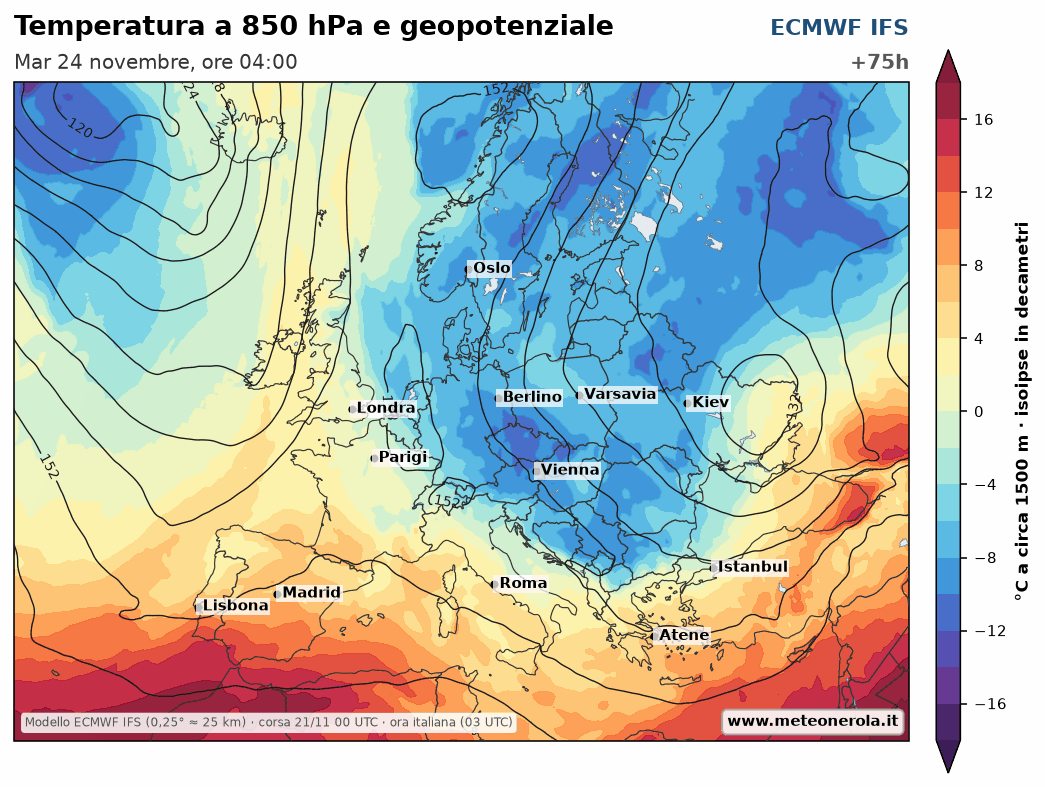 Temperatura a 850 hPa e geopotenziale
ECMWF IFS
Mar 24 novembre, ore 04:00
+75h
152
120
Oslo
Londra
Berlino
Varsavia
Kiev
132
Parigi
Vienna
152
152
Istanbul
Roma
Madrid
Lisbona
Atene
Modello ECMWF IFS (0,25° ≈ 25 km) · corsa 21/11 00 UTC · ora italiana (03 UTC)
www.meteonerola.it
16
12
8
4
0
−4
−8
−12
−16
°C a circa 1500 m · isoipse in decametri